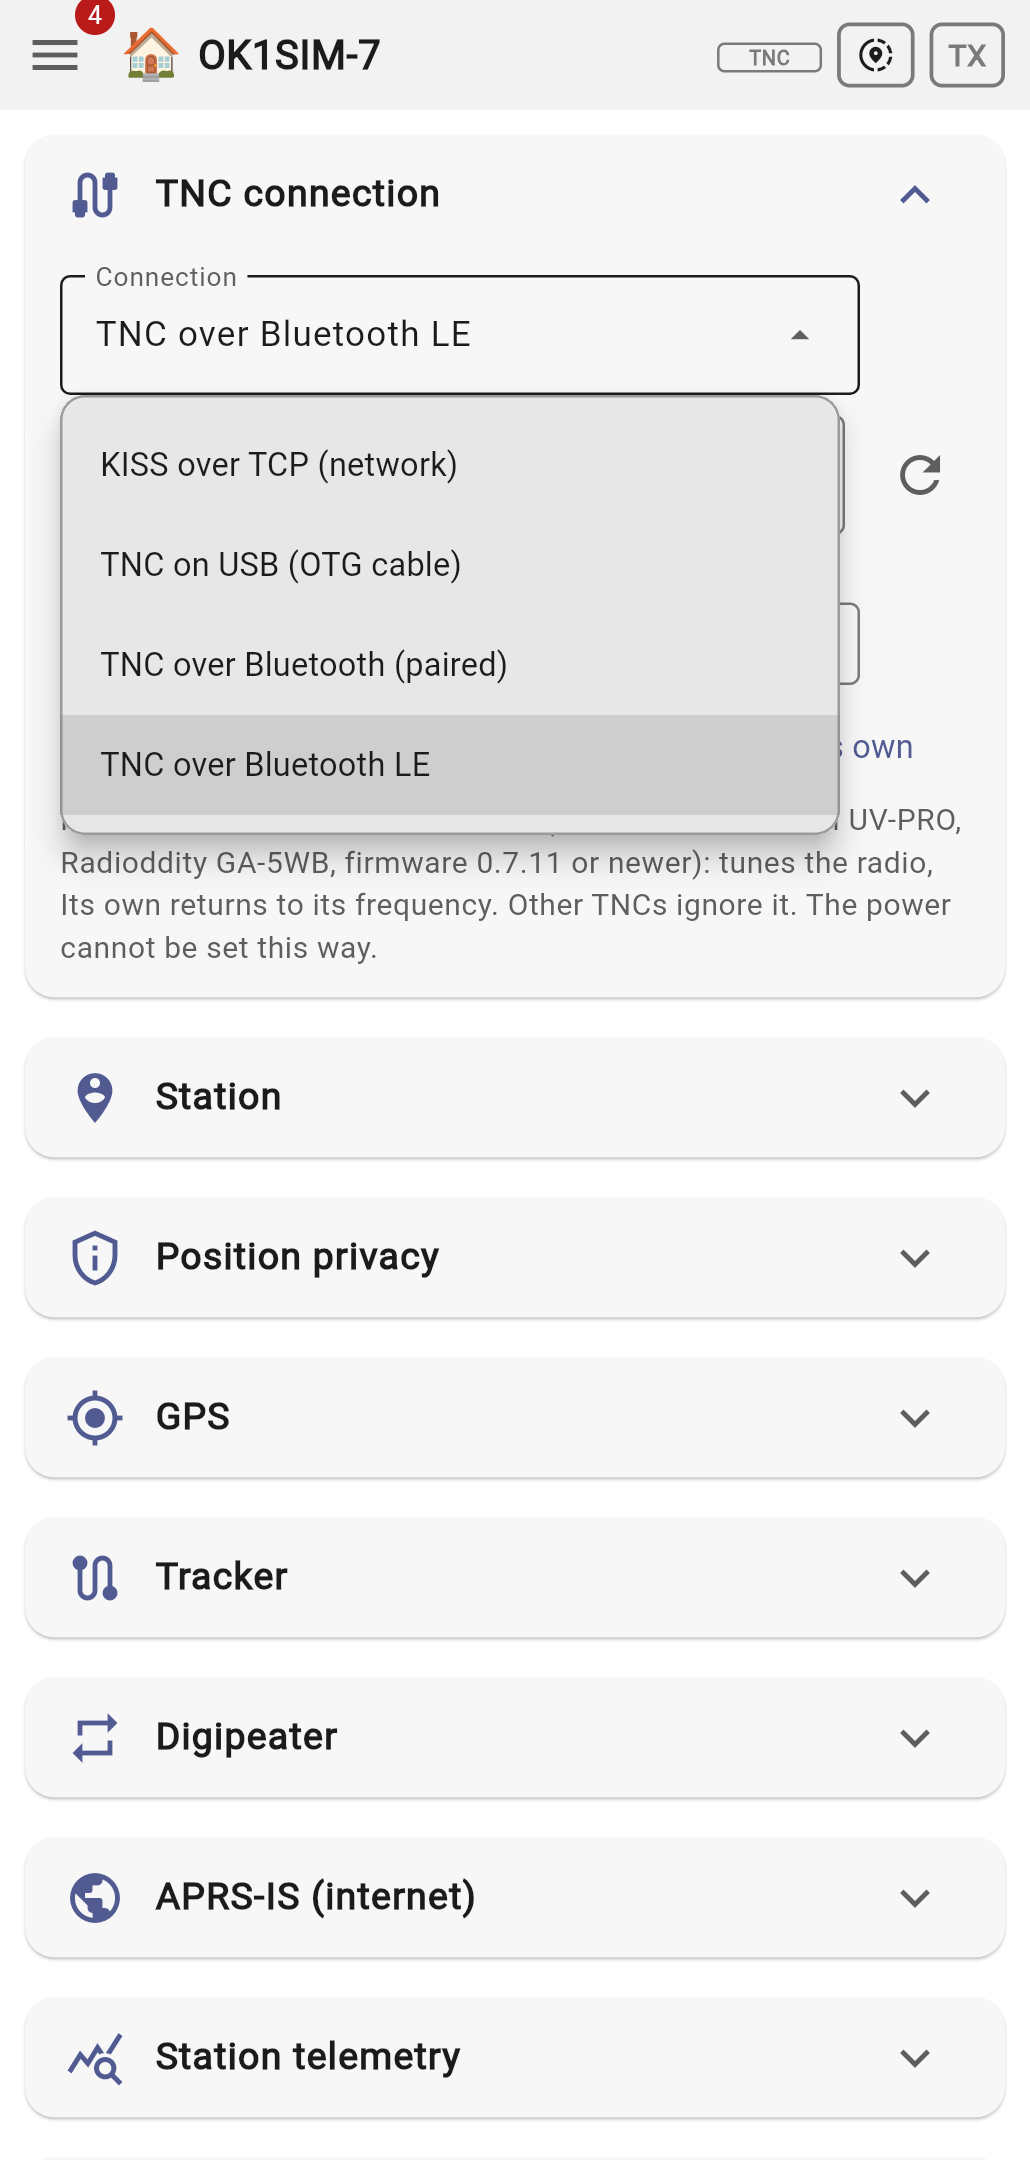 4
OK1SIM-7
TNC
TX
TNC connection
Connection
TNC over Bluetooth LE
KISS over TCP (network)
TNC on USB (OTG cable)
TNC over Bluetooth (paired)
TNC over Bluetooth LE
own
UV-PRO,
Radioddity GA-5WB, firmware 0.7.11 or newer): tunes the radio,
Its own returns to its frequency. Other TNCs ignore it. The power
cannot be set this way.
Station
Position privacy
GPS
Tracker
Digipeater
APRS-IS (internet)
Station telemetry